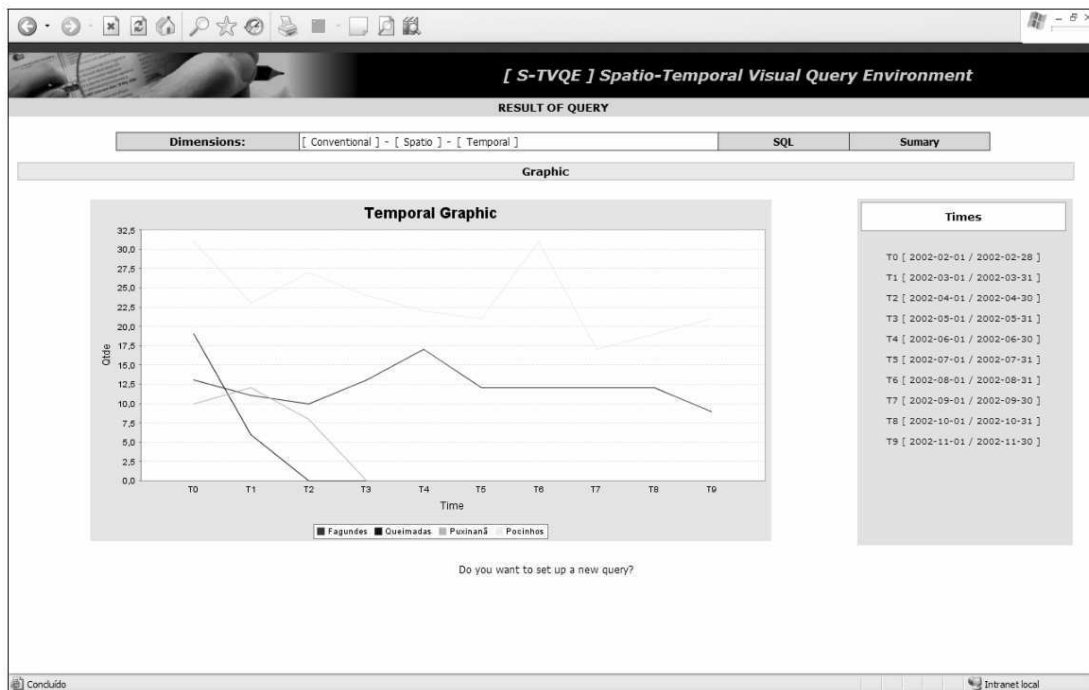 [ S-TVQE ] Spatio-Temporal Visual Query Environment
RESULT OF QUERY
Dimensions: [ Conventional ] - [ Spatio ] - [ Temporal ] SQL Sumary
Graphic
Temporal Graphic
32,5
30,0
27,5
25,0
22,5
20,0
17,5
15,0
12,5
10,0
7,5
5,0
2,5
0,0
Qtde
T0 T1 T2 T3 T4 T5 T6 T7 T8 T9
Time
Fagundes Queimadas Puxinanã Pocinhos
Times
T0 [ 2002-02-01 / 2002-02-28 ]
T1 [ 2002-03-01 / 2002-03-31 ]
T2 [ 2002-04-01 / 2002-04-30 ]
T3 [ 2002-05-01 / 2002-05-31 ]
T4 [ 2002-06-01 / 2002-06-30 ]
T5 [ 2002-07-01 / 2002-07-31 ]
T6 [ 2002-08-01 / 2002-08-31 ]
T7 [ 2002-09-01 / 2002-09-30 ]
T8 [ 2002-10-01 / 2002-10-31 ]
T9 [ 2002-11-01 / 2002-11-30 ]
Do you want to set up a new query?
Concluído
Intranet local